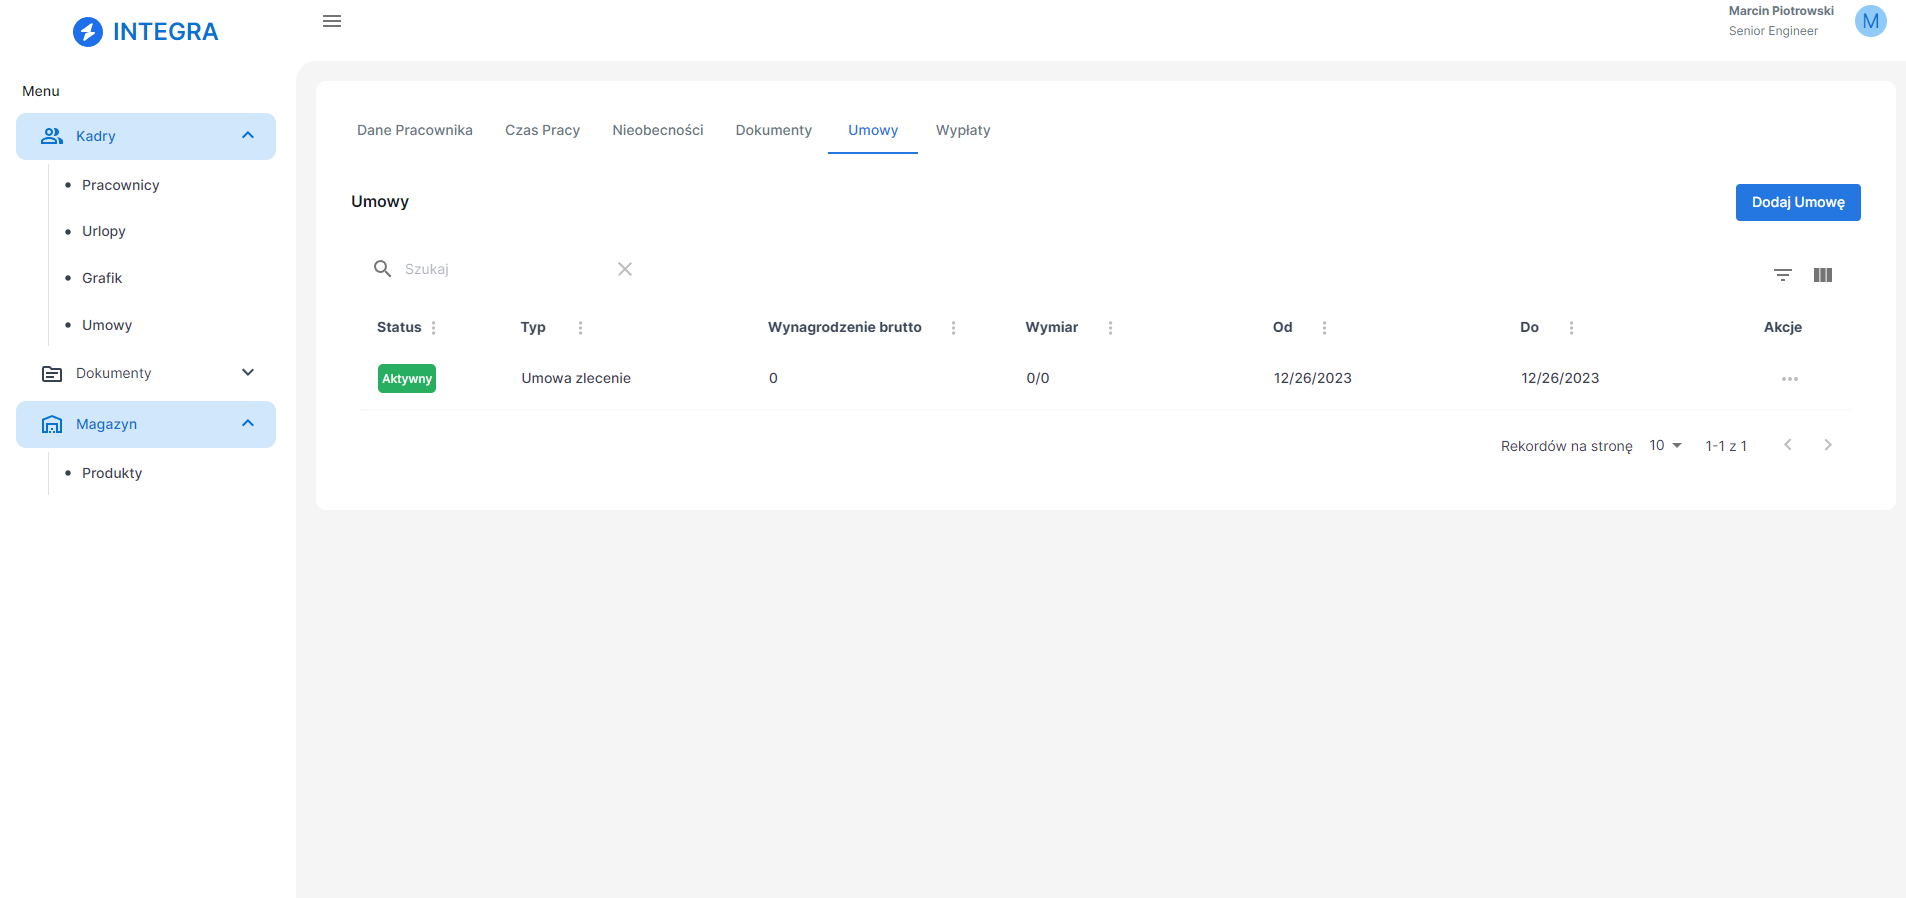 INTEGRA
Marcin Piotrowski
Senior Engineer
M
Menu
Kadry
Pracownicy
Urlopy
Grafik
Umowy
Dokumenty
Magazyn
Produkty
Dane Pracownika Czas Pracy Nieobecności Dokumenty Umowy Wypłaty
Umowy
Dodaj Umowę
Szukaj
Status Typ Wynagrodzenie brutto Wymiar Od Do Akcje
Aktywny Umowa zlecenie 0 0/0 12/26/2023 12/26/2023
Rekordów na stronę 10 1-1 z 1